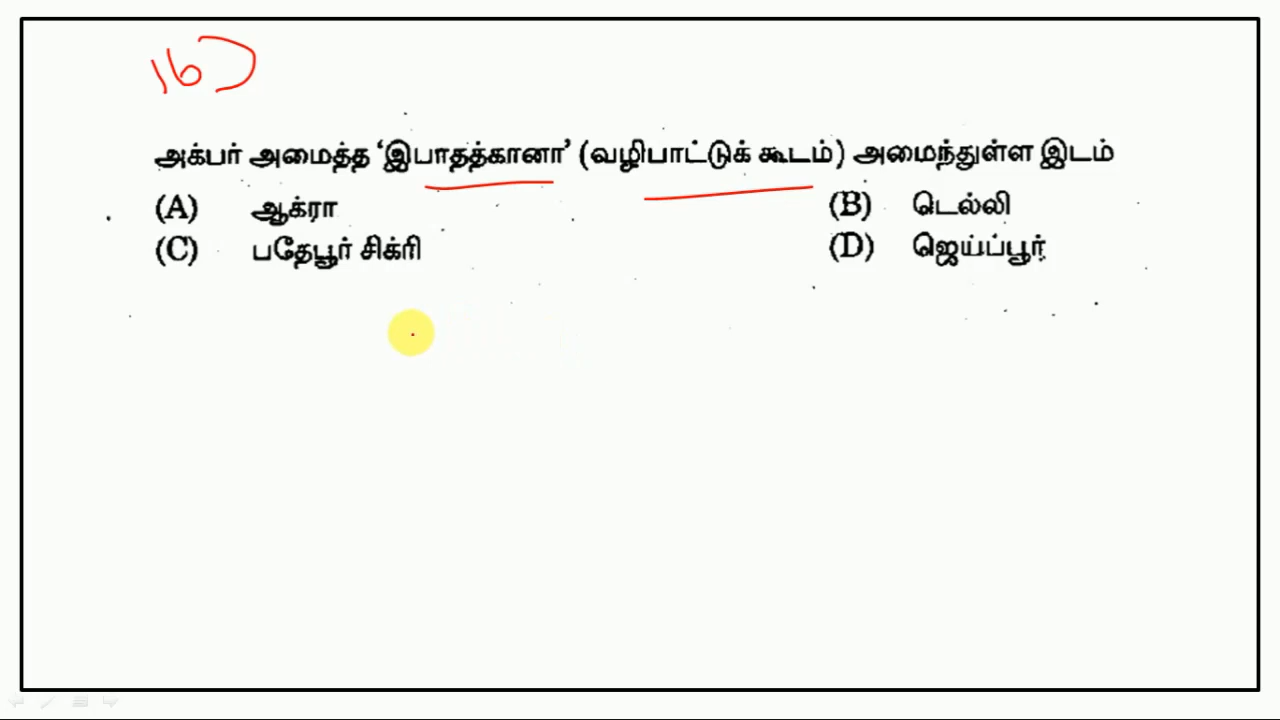 16)
அக்பர் அமைத்த ‘இபாதத்கானா’ (வழிபாட்டுக் கூடம்) அமைந்துள்ள இடம்
(A) ஆக்ரா (B) டெல்லி
(C) பதேபூர் சிக்ரி (D) ஜெய்ப்பூர்